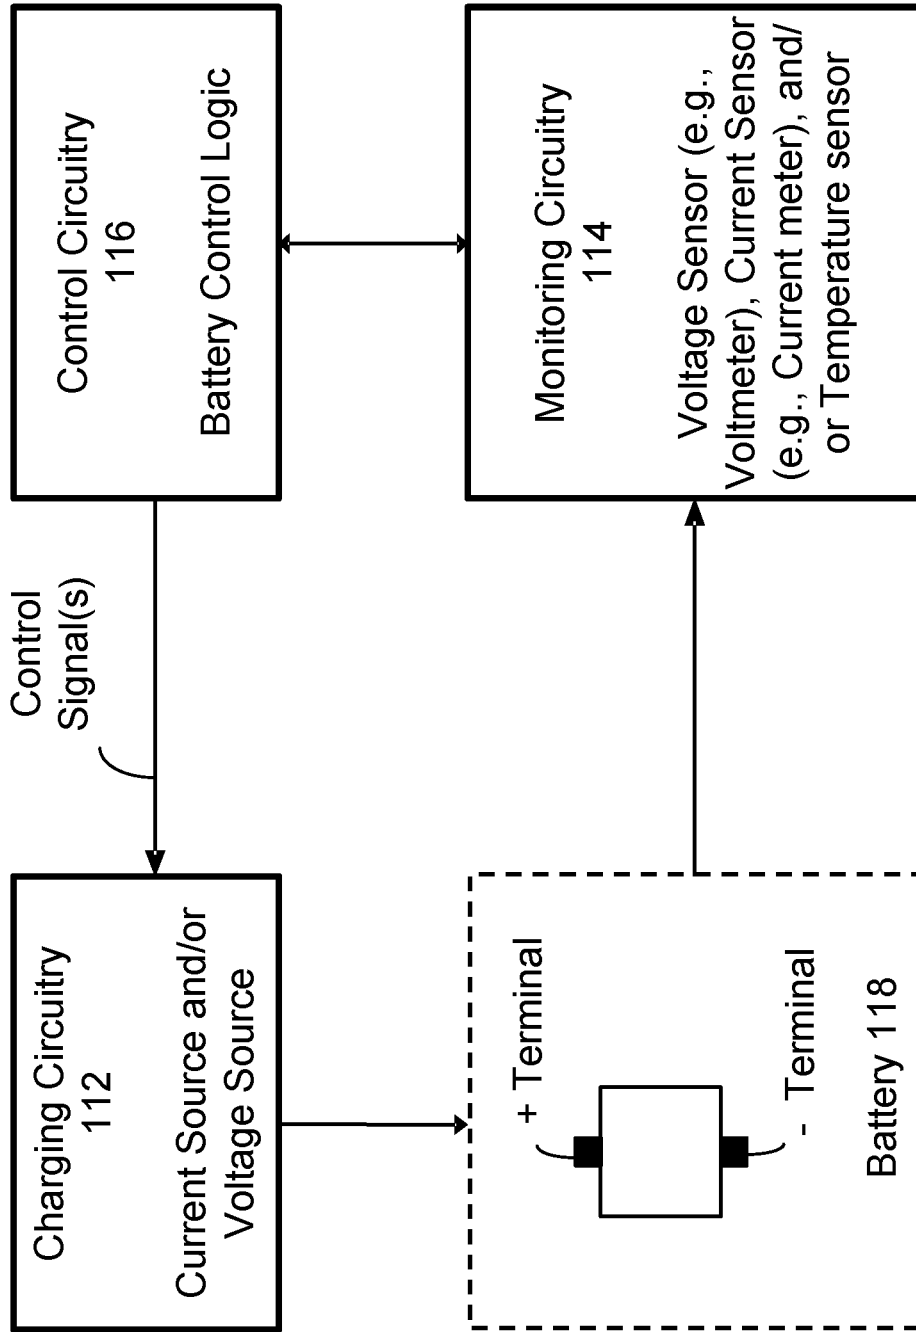 Charging Circuitry
112
Current Source and/or
Voltage Source
Control
Signal(s)
Control Circuitry
116
Battery Control Logic
+ Terminal
- Terminal
Battery 118
Monitoring Circuitry
114
Voltage Sensor (e.g.,
Voltmeter), Current Sensor
(e.g., Current meter), and/
or Temperature sensor